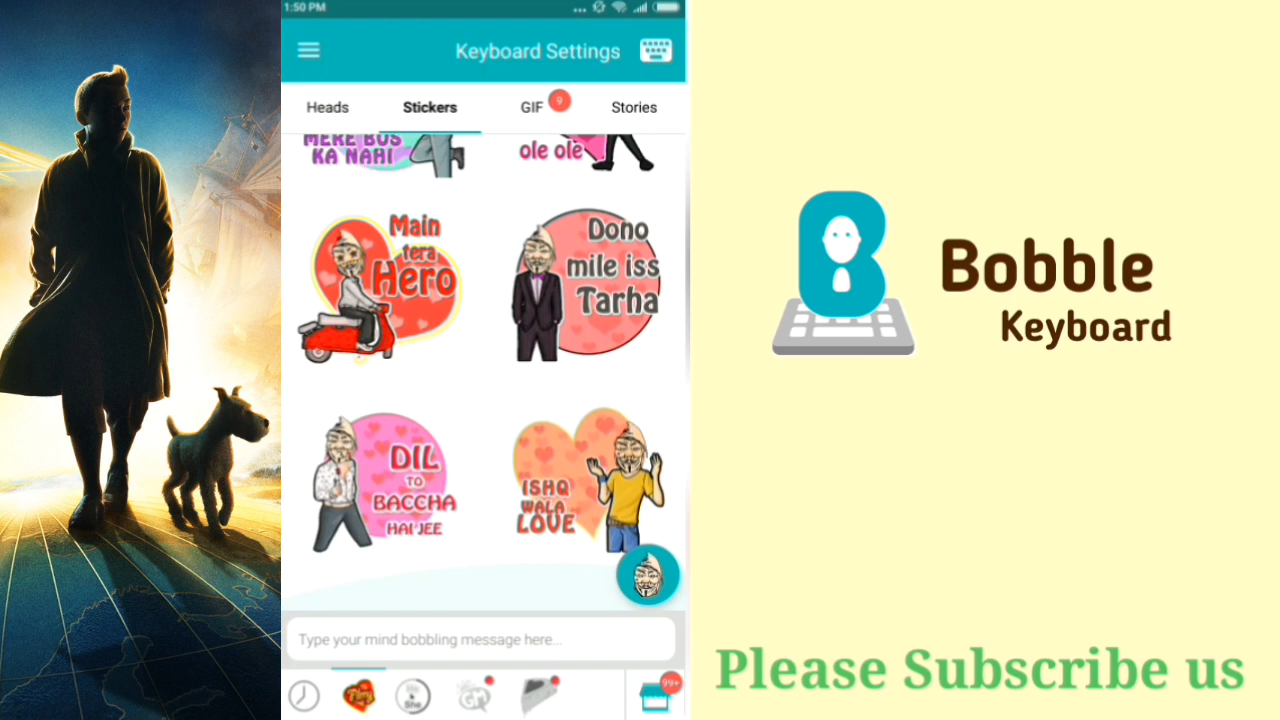 1:50 PM
Keyboard Settings
Heads
Stickers
GIF
9
Stories
MERE BUS
KA NAHI
ole ole
Main
tera
Hero
Dono
mile iss
Tarha
DIL
TO
BACCHA
HAI JEE
ISHQ
WALA
LOVE
Type your mind bobbling message here...
GM
99+
Bobble
Keyboard
Please Subscribe us